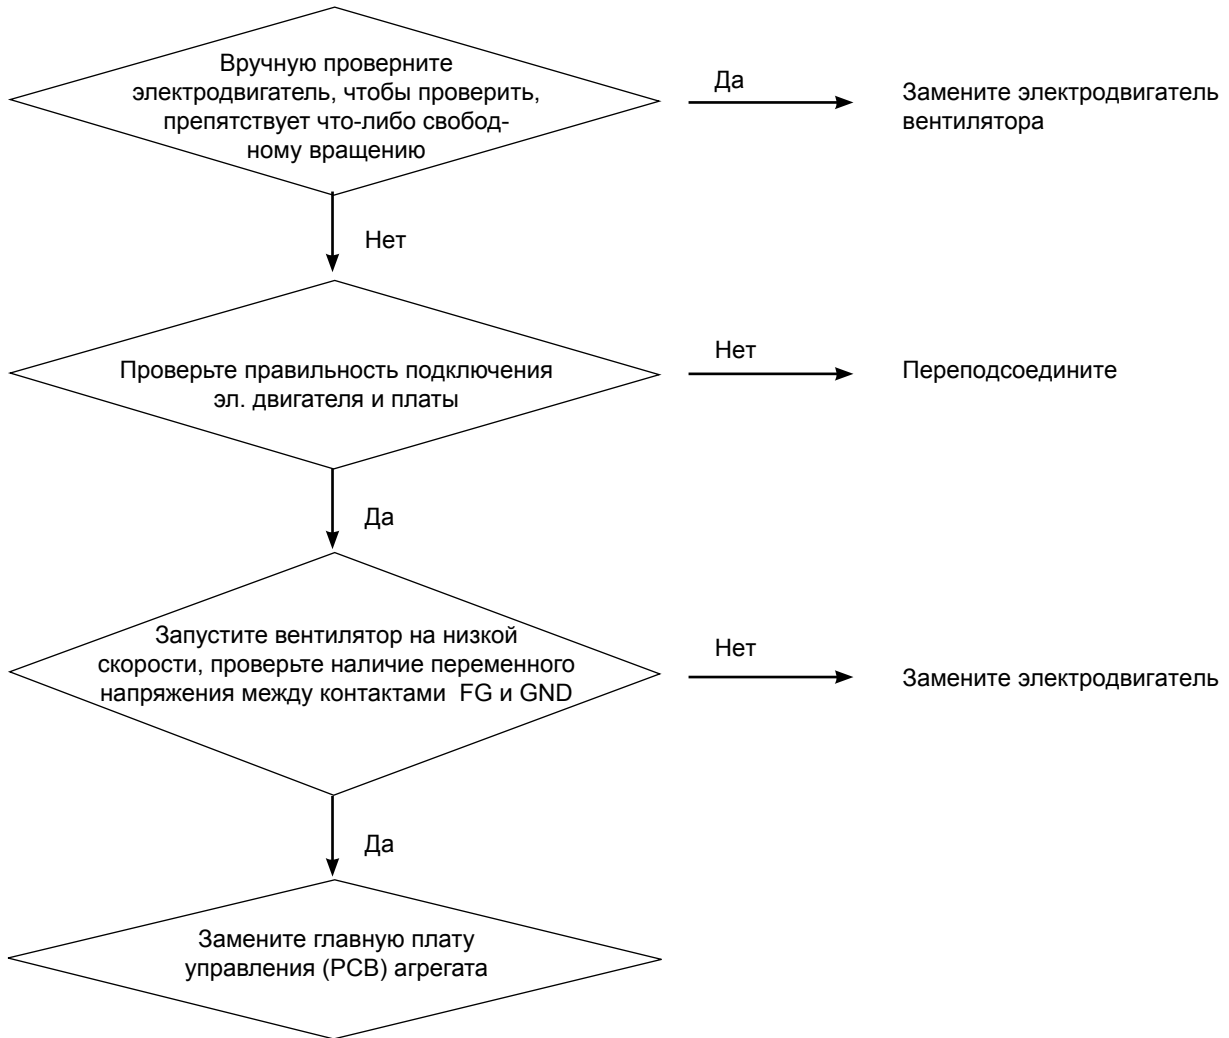 Вручную проверните
электродвигатель, чтобы проверить,
препятствует что-либо свобод-
ному вращению
Да
Замените электродвигатель
вентилятора
Нет
Проверьте правильность подключения
эл. двигателя и платы
Нет
Переподсоедините
Да
Запустите вентилятор на низкой
скорости, проверьте наличие переменного
напряжения между контактами FG и GND
Нет
Замените электродвигатель
Да
Замените главную плату
управления (PCB) агрегата